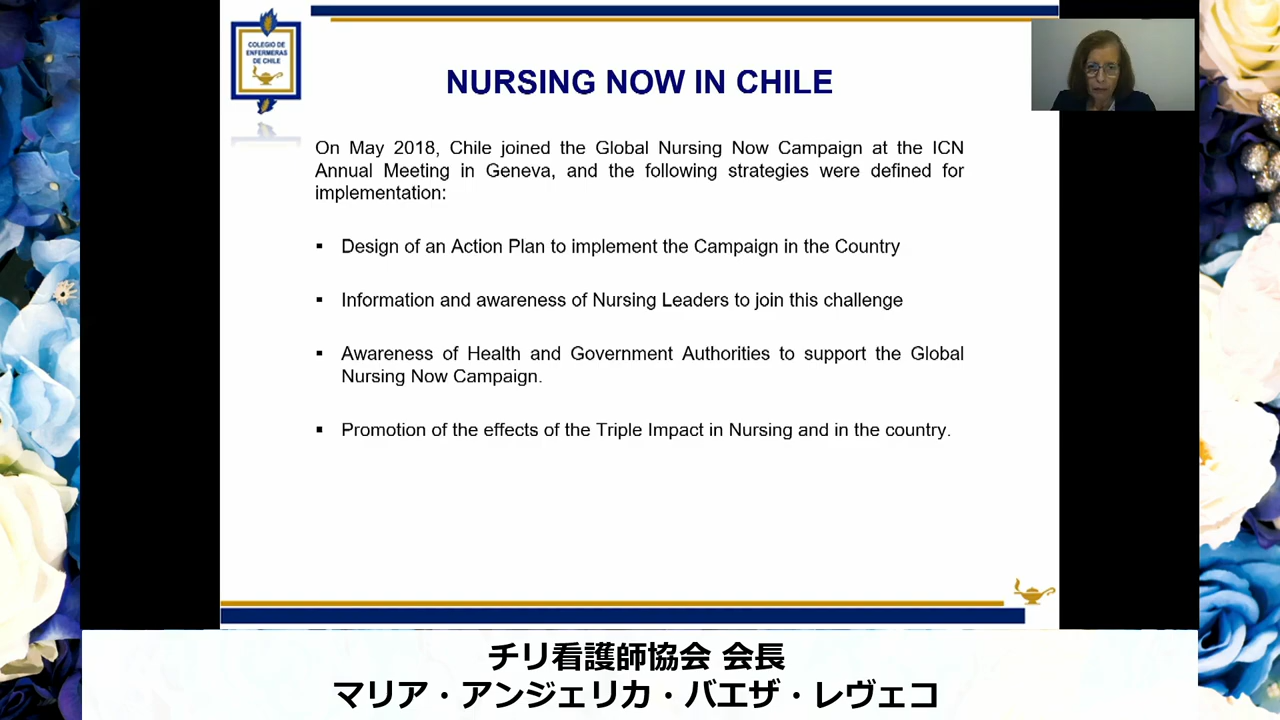 COLEGIO DE
ENFERMERAS
DE CHILE
NURSING NOW IN CHILE
On May 2018, Chile joined the Global Nursing Now Campaign at the ICN
Annual Meeting in Geneva, and the following strategies were defined for
implementation:
▪ Design of an Action Plan to implement the Campaign in the Country
▪ Information and awareness of Nursing Leaders to join this challenge
▪ Awareness of Health and Government Authorities to support the Global
Nursing Now Campaign.
▪ Promotion of the effects of the Triple Impact in Nursing and in the country.
チリ看護師協会 会長
マリア・アンジェリカ・バエザ・レヴェコ